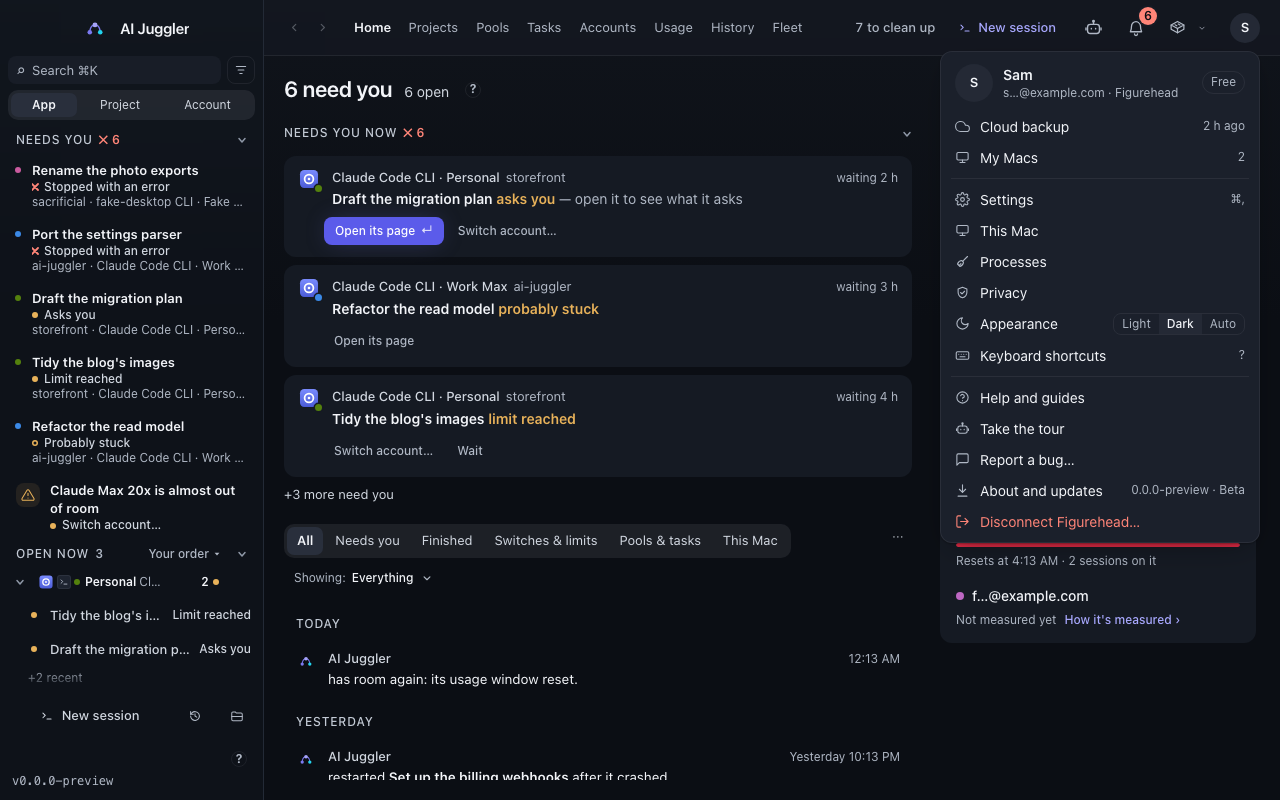 AI Juggler
Search ⌘K
App Project Account
NEEDS YOU 6
Rename the photo exports
Stopped with an error
sacrificial · fake-desktop CLI · Fake ...
Port the settings parser
Stopped with an error
ai-juggler · Claude Code CLI · Work ...
Draft the migration plan
Asks you
storefront · Claude Code CLI · Perso...
Tidy the blog's images
Limit reached
storefront · Claude Code CLI · Perso...
Refactor the read model
Probably stuck
ai-juggler · Claude Code CLI · Work ...
Claude Max 20x is almost out
of room
Switch account...
OPEN NOW 3 Your order
Personal Cl... 2
Tidy the blog's i... Limit reached
Draft the migration p... Asks you
+2 recent
New session
?
v0.0.0-preview
Home Projects Pools Tasks Accounts Usage History Fleet
7 to clean up New session 6 S
6 need you 6 open ?
NEEDS YOU NOW 6
Claude Code CLI · Personal storefront waiting 2 h
Draft the migration plan asks you — open it to see what it asks
Open its page ↵ Switch account...
Claude Code CLI · Work Max ai-juggler waiting 3 h
Refactor the read model probably stuck
Open its page
Claude Code CLI · Personal storefront waiting 4 h
Tidy the blog's images limit reached
Switch account... Wait
+3 more need you
All Needs you Finished Switches & limits Pools & tasks This Mac ...
Showing: Everything
TODAY
AI Juggler 12:13 AM
has room again: its usage window reset.
YESTERDAY
AI Juggler Yesterday 10:13 PM
restarted Set up the billing webhooks after it crashed
S Sam Free
s...@example.com · Figurehead
Cloud backup 2 h ago
My Macs 2
Settings ⌘,
This Mac
Processes
Privacy
Appearance Light Dark Auto
Keyboard shortcuts ?
Help and guides
Take the tour
Report a bug...
About and updates 0.0.0-preview · Beta
Disconnect Figurehead...
Resets at 4:13 AM · 2 sessions on it
f...@example.com
Not measured yet How it's measured ›